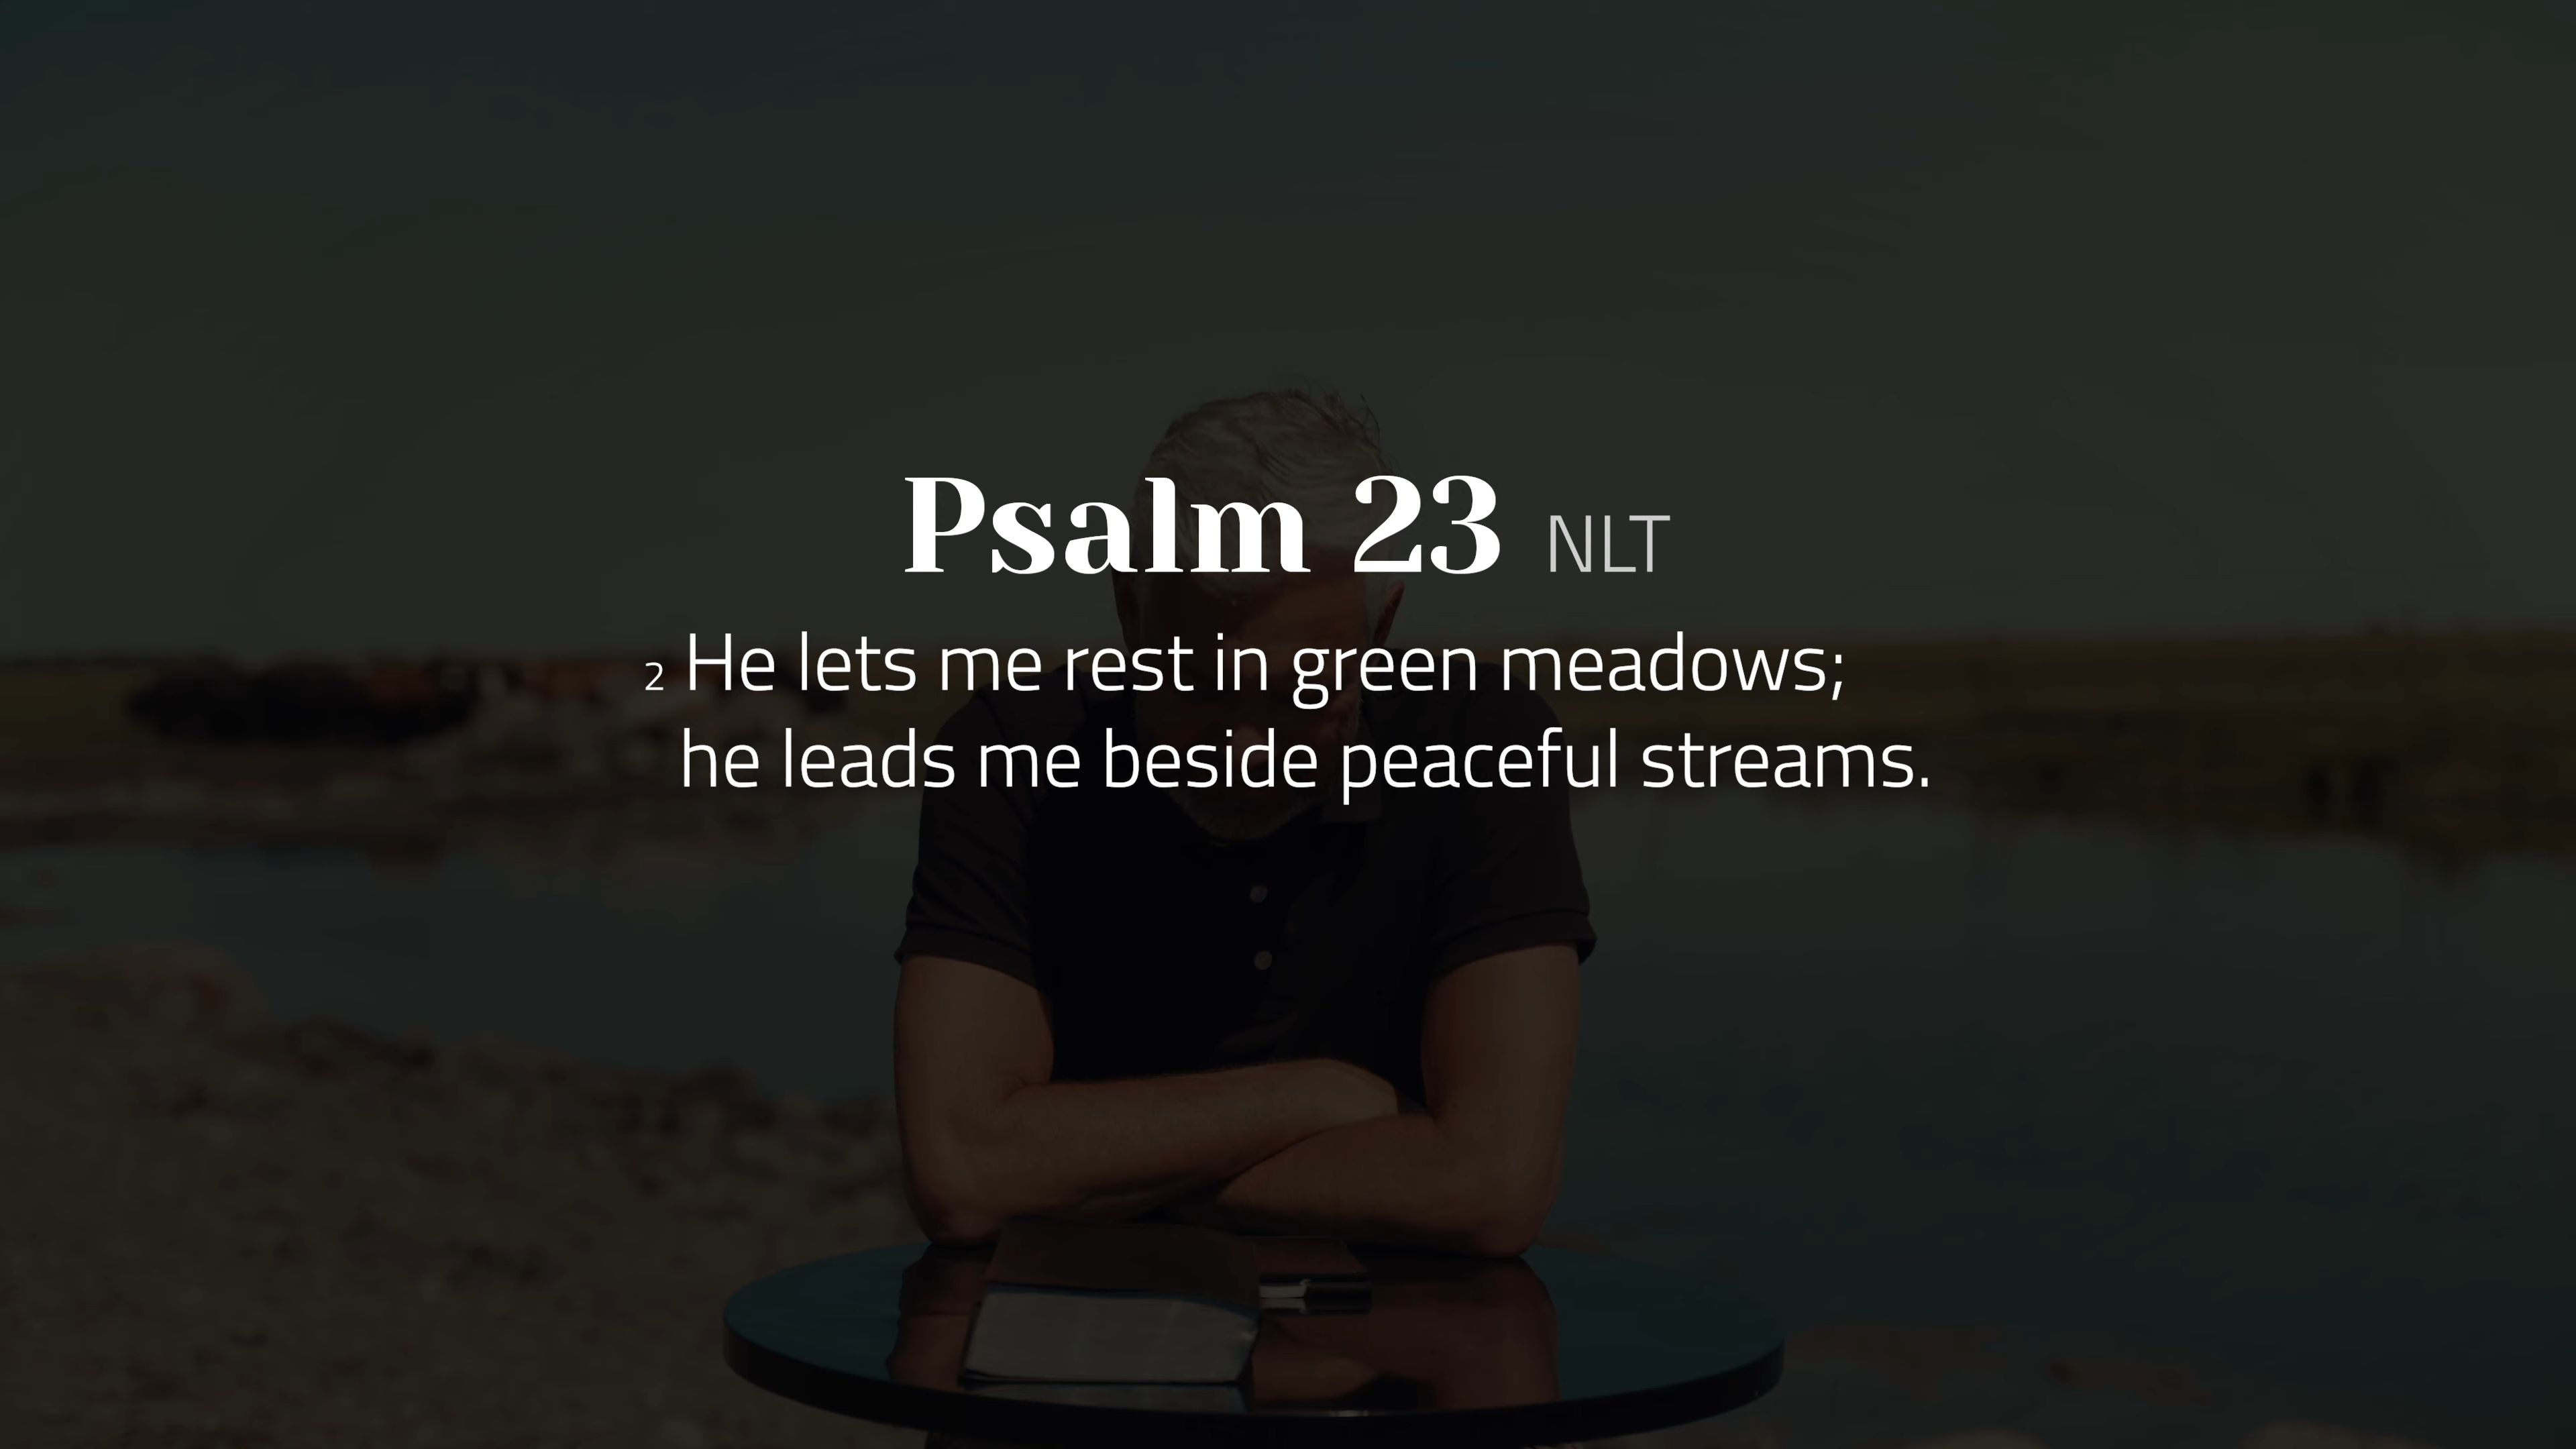 Psalm 23 NLT
2 He lets me rest in green meadows;
he leads me beside peaceful streams.